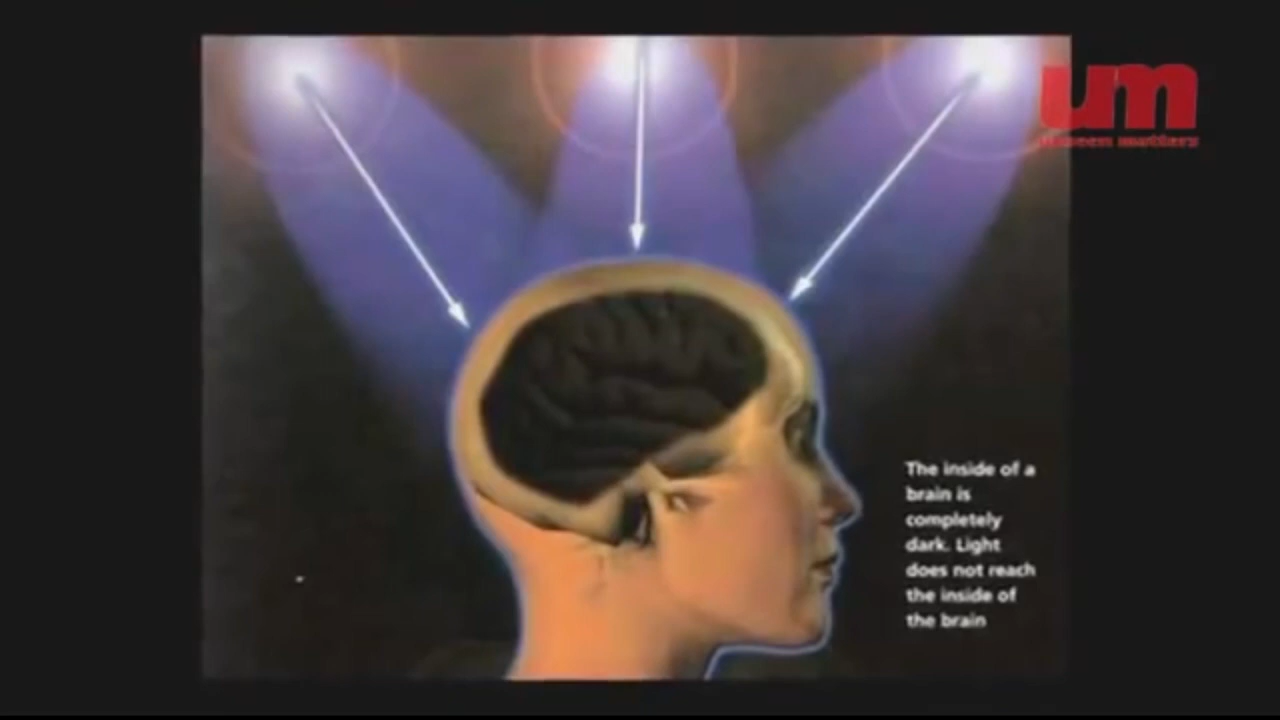 um
The inside of a
brain is
completely
dark. Light
does not reach
the inside of
the brain